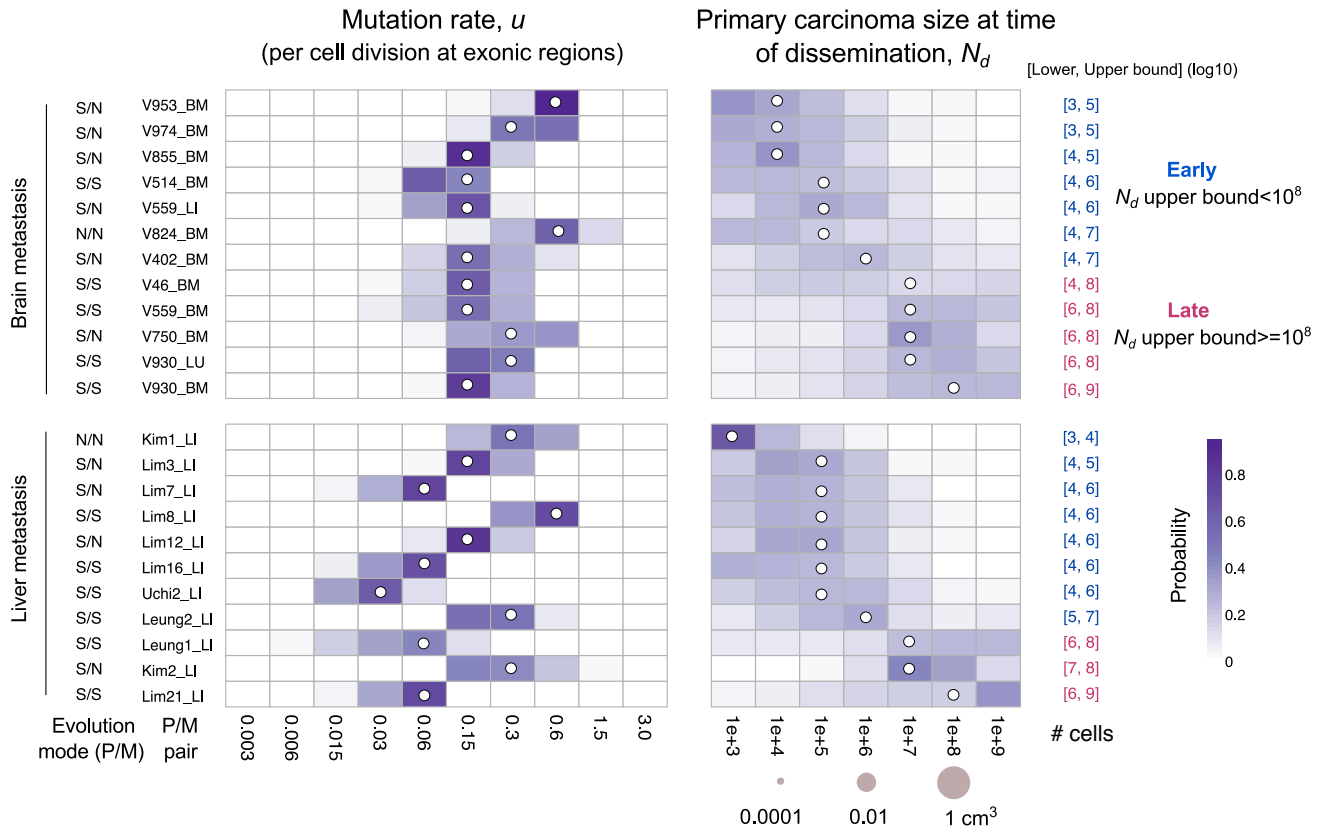 Mutation rate, u
(per cell division at exonic regions)
Primary carcinoma size at time
of dissemination, Nd
[Lower, Upper bound] (log10)
Brain metastasis
S/N V953_BM [3, 5]
S/N V974_BM [3, 5]
S/N V855_BM [4, 5]
S/S V514_BM [4, 6]
S/N V559_LI [4, 6]
N/N V824_BM [4, 7]
S/N V402_BM [4, 7]
S/S V46_BM [4, 8]
S/S V559_BM [6, 8]
S/N V750_BM [6, 8]
S/S V930_LU [6, 8]
S/S V930_BM [6, 9]
Early
Nd upper bound<10^8
Late
Nd upper bound>=10^8
Liver metastasis
N/N Kim1_LI [3, 4]
S/N Lim3_LI [4, 5]
S/N Lim7_LI [4, 6]
S/S Lim8_LI [4, 6]
S/N Lim12_LI [4, 6]
S/S Lim16_LI [4, 6]
S/S Uchi2_LI [4, 6]
S/S Leung2_LI [5, 7]
S/S Leung1_LI [6, 8]
S/N Kim2_LI [7, 8]
S/S Lim21_LI [6, 9]
Probability
0.8
0.6
0.4
0.2
0
Evolution
mode (P/M)
P/M
pair
0.003 0.006 0.015 0.03 0.06 0.15 0.3 0.6 1.5 3.0
1e+3 1e+4 1e+5 1e+6 1e+7 1e+8 1e+9
# cells
0.0001 0.01 1 cm³